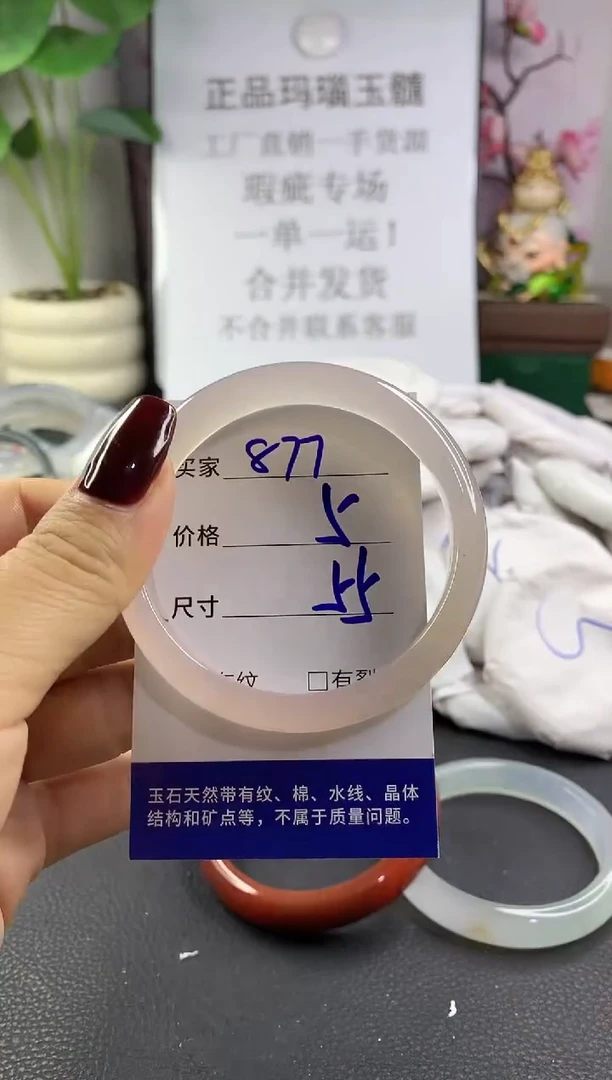 正品玛瑙玉髓
工厂直销一手货源
瑕疵专场
一单一运!
合并发货
不合并联系客服
买家 877
价格 5
尺寸 55
纹 □有裂
玉石天然带有纹、棉、水线、晶体
结构和矿点等，不属于质量问题。